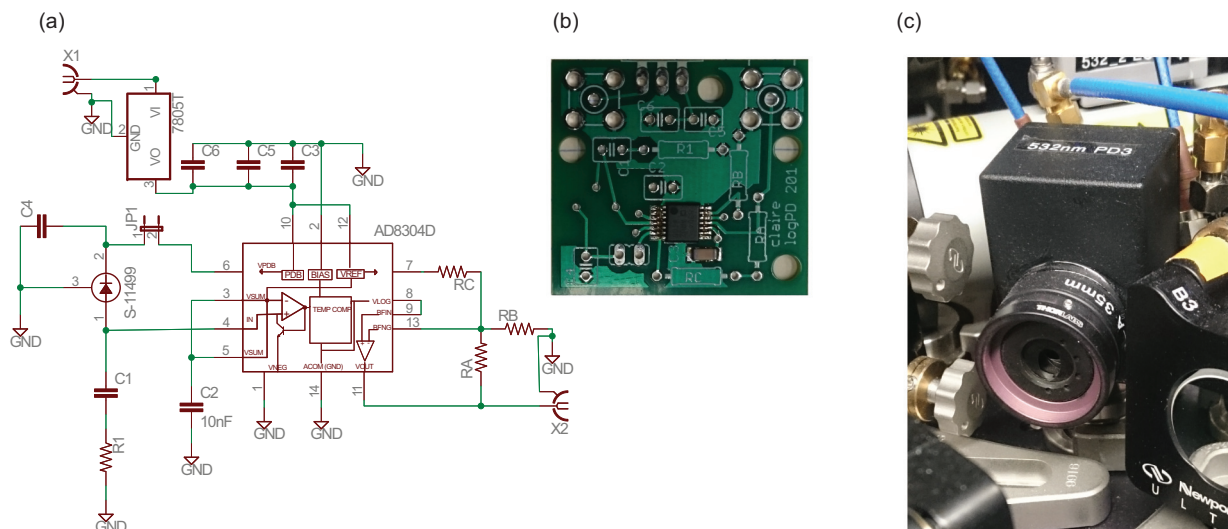 (a)
(b)
(c)
X1
GND
1
VI
2
GND
7805T
VO
3
C6
C5
C3
GND
C4
JP1
1
2
10
2
12
AD8304D
2
3
S-11499
1
GND
6
3
4
5
VPDB
PDB
BIAS
VREF
VSUM
IN
VSUM
TEMP COMP
VLOG
BFIN
BFNG
VNEG
ACOM (GND)
VOUT
7
8
9
13
RC
RB
RA
GND
X2
1
14
11
GND
GND
C1
C2
10nF
GND
R1
GND
C6
R1
C2
RB
RA
RC
claire
logPD 201
532nm PD3
A 35mm
B3
9106
Newpo
U L T